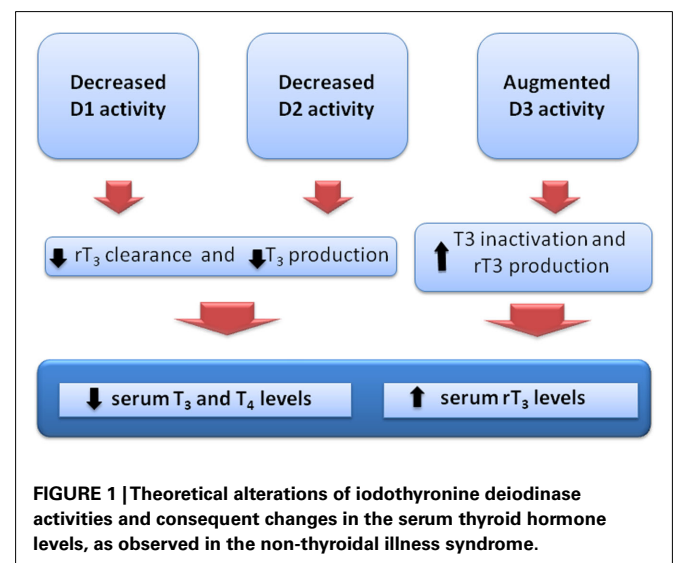 Decreased
D1 activity
Decreased
D2 activity
Augmented
D3 activity
rT₃ clearance and T₃ production
T3 inactivation and
rT3 production
serum T₃ and T₄ levels
serum rT₃ levels
FIGURE 1 | Theoretical alterations of iodothyronine deiodinase
activities and consequent changes in the serum thyroid hormone
levels, as observed in the non-thyroidal illness syndrome.